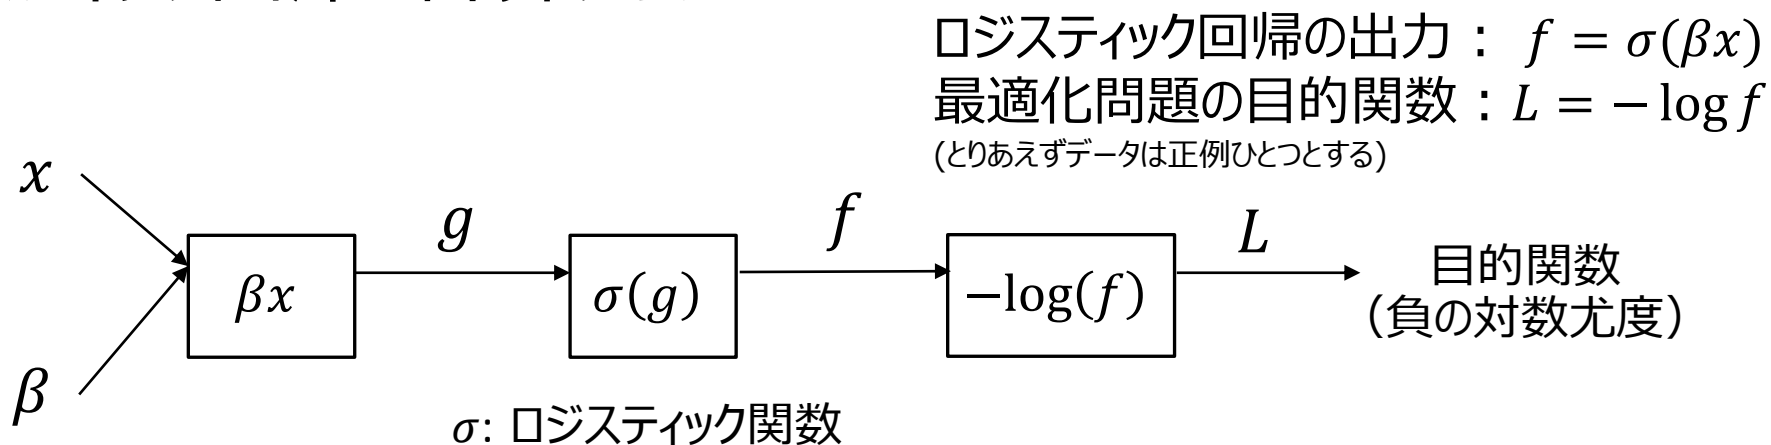 ロジスティック回帰の出力： f = σ(βx)
最適化問題の目的関数：L = − log f
(とりあえずデータは正例ひとつとする)
x
β
βx
g
σ(g)
f
−log(f)
L
目的関数
（負の対数尤度）
σ: ロジスティック関数